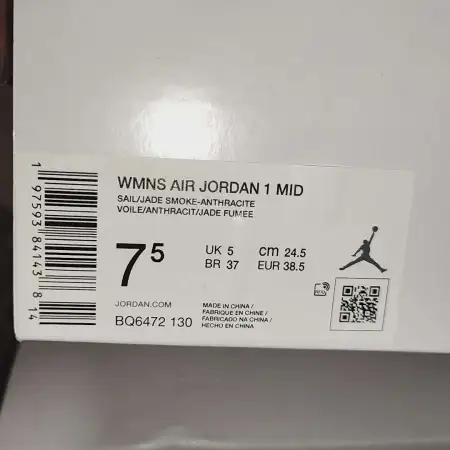 WMNS AIR JORDAN 1 MID
SAIL/JADE SMOKE-ANTHRACITE
VOILE/ANTHRACIT/JADE FUMEE
7⁵
UK 5 cm 24.5
BR 37 EUR 38.5
JORDAN.COM
BQ6472 130
MADE IN CHINA /
FABRIQUE EN CHINE /
FABRICADO NA CHINA /
HECHO EN CHINA
1 97593 84143 8 14